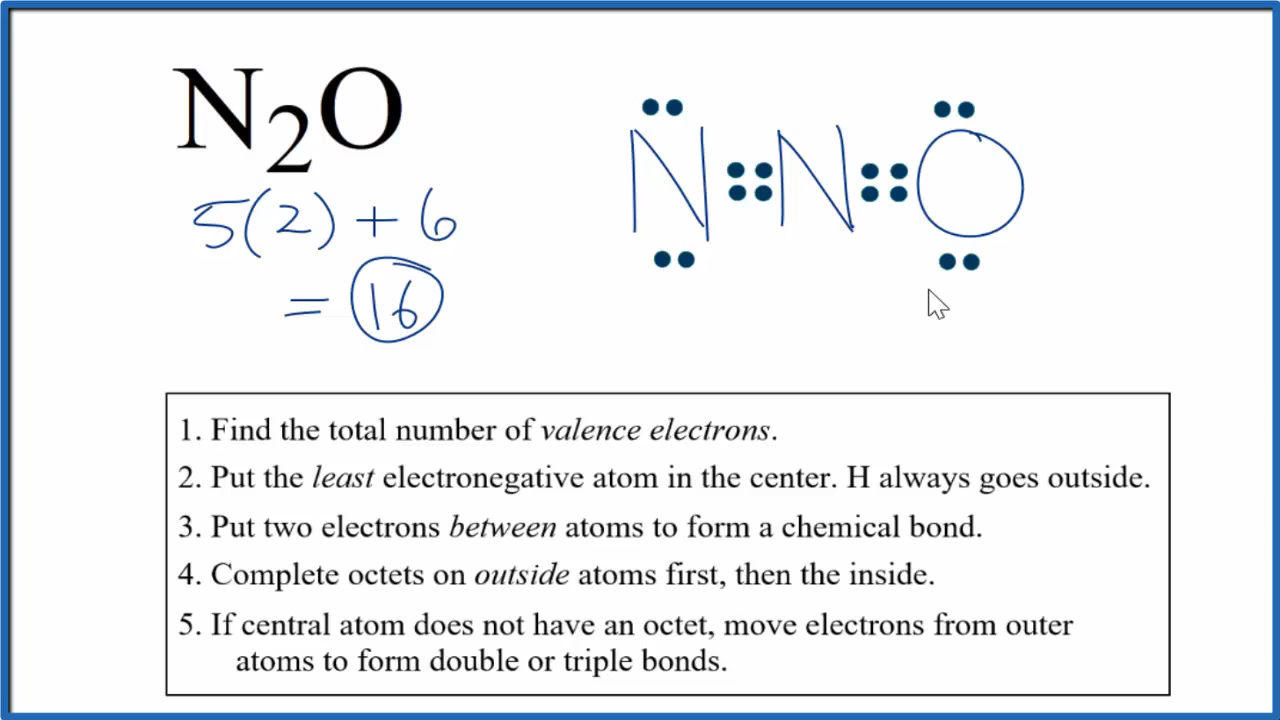 N₂O
5(2) + 6
= 16
N N O
1. Find the total number of valence electrons.
2. Put the least electronegative atom in the center. H always goes outside.
3. Put two electrons between atoms to form a chemical bond.
4. Complete octets on outside atoms first, then the inside.
5. If central atom does not have an octet, move electrons from outer
atoms to form double or triple bonds.